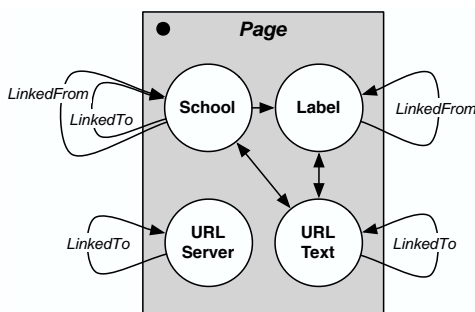 Page
LinkedFrom
LinkedTo
School
Label
LinkedFrom
LinkedTo
URL
Server
URL
Text
LinkedTo